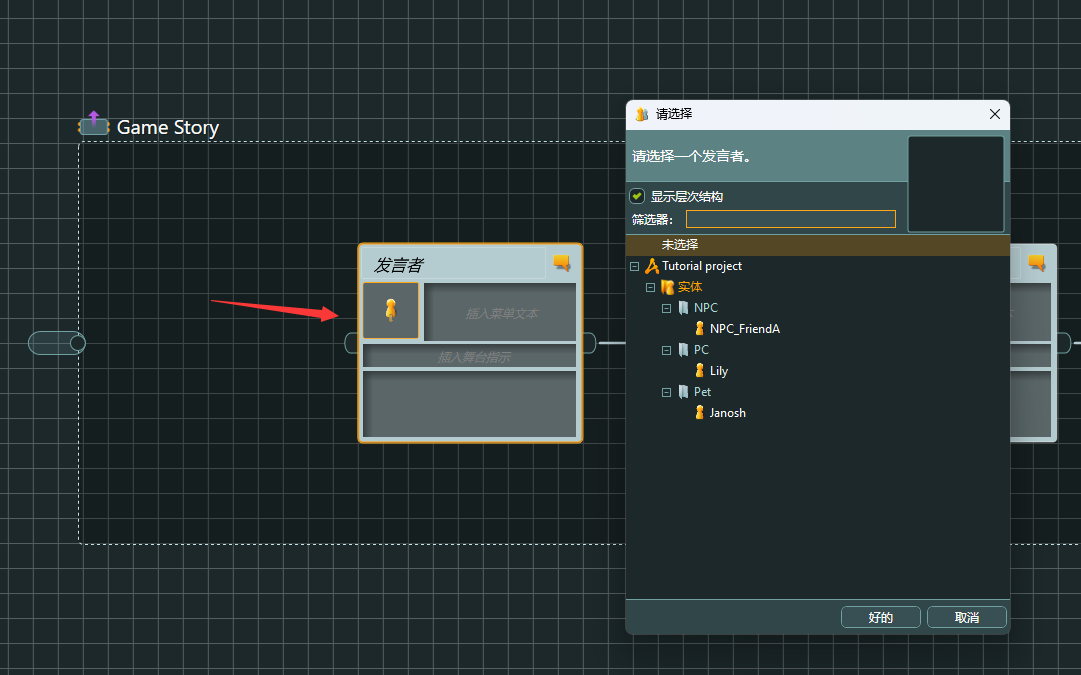 Game Story
发言者
插入菜单文本
插入舞台指示
请选择
请选择一个发言者。
显示层次结构
筛选器：
未选择
Tutorial project
实体
NPC
NPC_FriendA
PC
Lily
Pet
Janosh
好的
取消